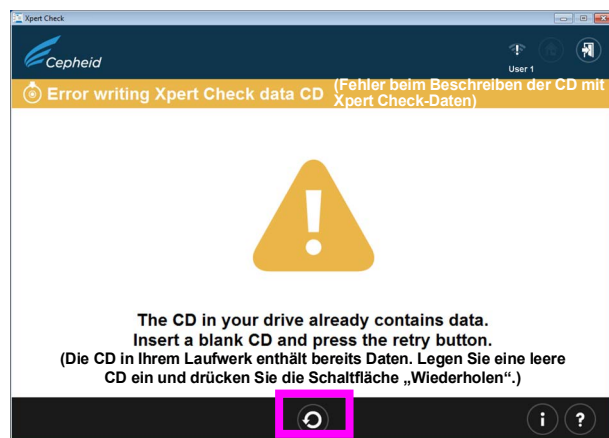 Xpert Check
Cepheid
User 1
Error writing Xpert Check data CD (Fehler beim Beschreiben der CD mit
Xpert Check-Daten)
!
The CD in your drive already contains data.
Insert a blank CD and press the retry button.
(Die CD in Ihrem Laufwerk enthält bereits Daten. Legen Sie eine leere
CD ein und drücken Sie die Schaltfläche „Wiederholen“.)
i ?